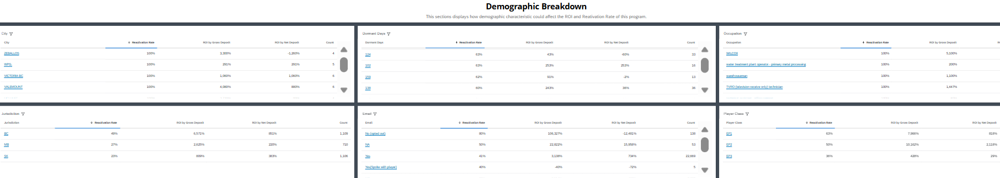 Demographic Breakdown
This sections displays how demographic characteristic could affect the ROI and Reativation Rate of this program.
City
City Reactivation Rate ROI by Gross Deposit ROI by Net Deposit Count
ZEBALLOS 100% 3,300% -1,260% 4
WPG. 100% 291% 291% 5
VICTORIA BC 100% 1,060% 1,060% 6
VALEMOUNT 100% 4,080% 880% 6
Dormant Days
Dormant Days Reactivation Rate ROI by Gross Deposit ROI by Net Deposit Count
124 63% 43% -60% 33
102 63% 253% 253% 16
159 62% 91% -2% 13
138 60% 243% 36% 36
Occupation
Occupation Reactivation Rate ROI by Gross Deposit
WILCOX 100% 5,100%
water treatment plant operator - primary metal processing 100% 200%
warehouseman 100% 1,100%
TVRO (television receive only) technician 100% 1,447%
Jurisdiction
Jurisdiction Reactivation Rate ROI by Gross Deposit ROI by Net Deposit Count
BC 49% 6,571% 851% 1,109
MB 27% 2,625% 220% 710
SK 23% 809% 383% 1,106
Email
Email Reactivation Rate ROI by Gross Deposit ROI by Net Deposit Count
No (opted out) 80% 106,327% -12,481% 138
NA 50% 22,822% 15,958% 53
Yes 41% 3,138% 734% 22,669
Yes(Spoke with player) 40% -40% -72% 5
Player Class
Player Class Reactivation Rate ROI by Gross Deposit ROI by Net Deposit
EP1 63% 7,966% 818%
EP2 50% 10,162% 2,118%
EP3 36% 428% 29%